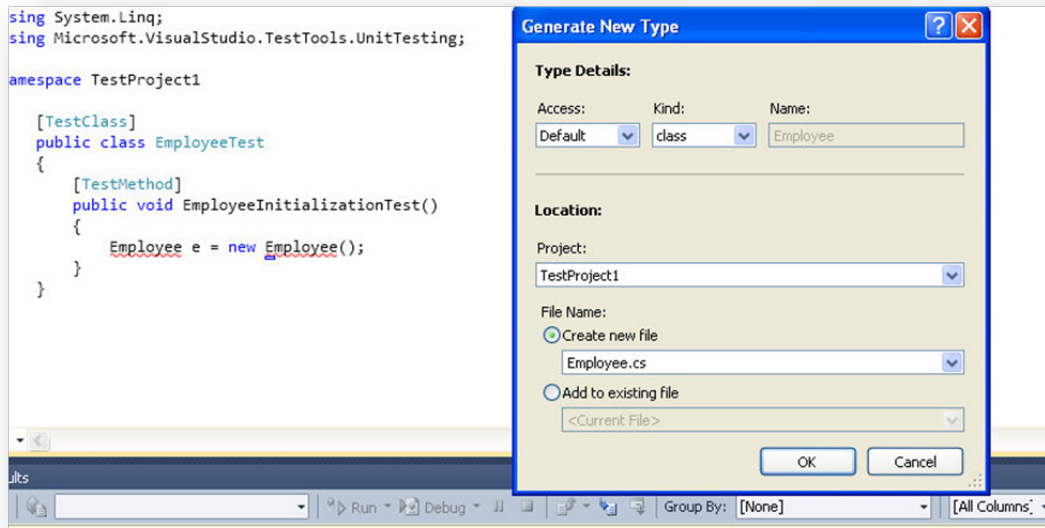 sing System.Linq;
sing Microsoft.VisualStudio.TestTools.UnitTesting;
amespace TestProject1
[TestClass]
public class EmployeeTest
{
[TestMethod]
public void EmployeeInitializationTest()
{
Employee e = new Employee();
}
}
Generate New Type
Type Details:
Access: Kind: Name:
Default class Employee
Location:
Project:
TestProject1
File Name:
Create new file
Employee.cs
Add to existing file
<Current File>
OK Cancel
ults
Run Debug Group By: [None] [All Columns]